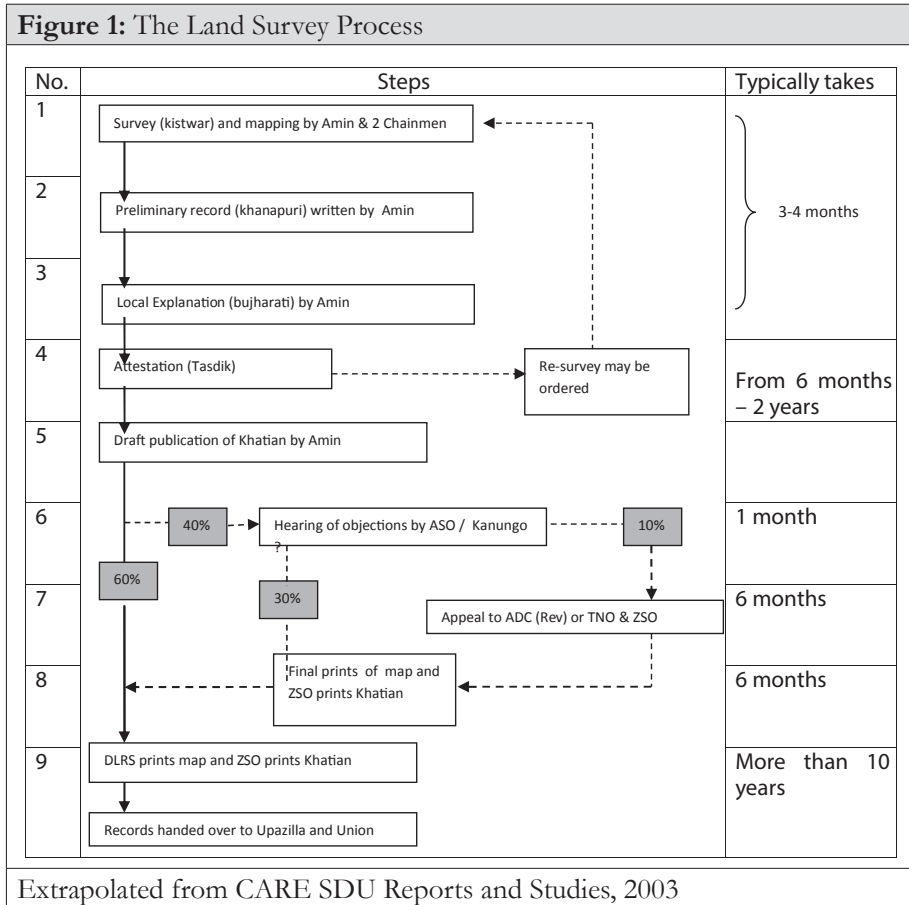 Figure 1: The Land Survey Process
No. Steps Typically takes
1
Survey (kistwar) and mapping by Amin & 2 Chainmen
2
Preliminary record (khanapuri) written by Amin
3-4 months
3
Local Explanation (bujharati) by Amin
4
Attestation (Tasdik)
Re-survey may be
ordered
From 6 months
– 2 years
5
Draft publication of Khatian by Amin
6
40%
Hearing of objections by ASO / Kanungo
?
10%
1 month
60%
30%
7
Appeal to ADC (Rev) or TNO & ZSO
6 months
8
Final prints of map and
ZSO prints Khatian
6 months
9
DLRS prints map and ZSO prints Khatian
More than 10
years
Records handed over to Upazilla and Union
Extrapolated from CARE SDU Reports and Studies, 2003